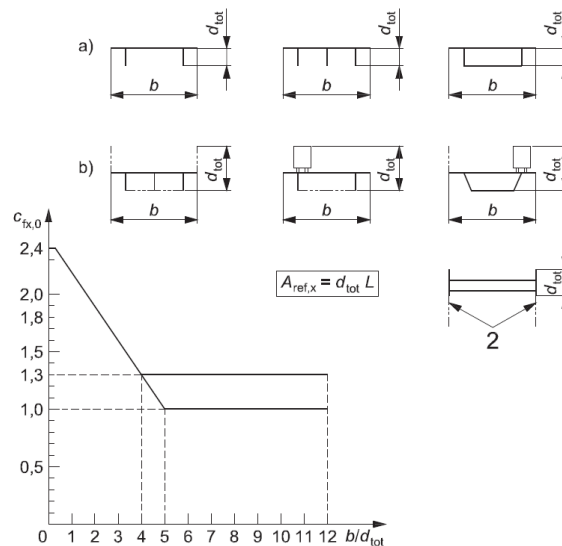 a)
d_tot
d_tot
d_tot
b
b
b
b)
d_tot
d_tot
d_tot
b
b
b
c_fx,0
2,4
A_ref,x = d_tot L
d_tot
2,0
1,8
2
1,5
1,3
1,0
0,5
0 1 2 3 4 5 6 7 8 9 10 11 12 b/d_tot